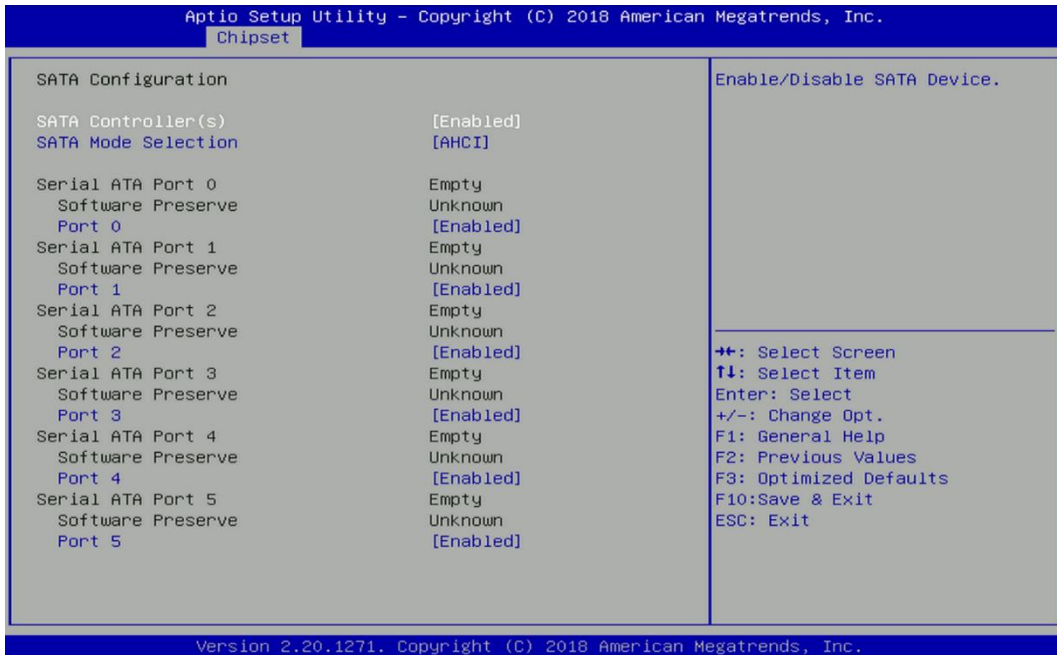 Aptio Setup Utility – Copyright (C) 2018 American Megatrends, Inc.
Chipset
SATA Configuration
SATA Controller(s) [Enabled]
SATA Mode Selection [AHCI]
Serial ATA Port 0 Empty
Software Preserve Unknown
Port 0 [Enabled]
Serial ATA Port 1 Empty
Software Preserve Unknown
Port 1 [Enabled]
Serial ATA Port 2 Empty
Software Preserve Unknown
Port 2 [Enabled]
Serial ATA Port 3 Empty
Software Preserve Unknown
Port 3 [Enabled]
Serial ATA Port 4 Empty
Software Preserve Unknown
Port 4 [Enabled]
Serial ATA Port 5 Empty
Software Preserve Unknown
Port 5 [Enabled]
Enable/Disable SATA Device.
→←: Select Screen
↑↓: Select Item
Enter: Select
+/-: Change Opt.
F1: General Help
F2: Previous Values
F3: Optimized Defaults
F10:Save & Exit
ESC: Exit
Version 2.20.1271. Copyright (C) 2018 American Megatrends, Inc.